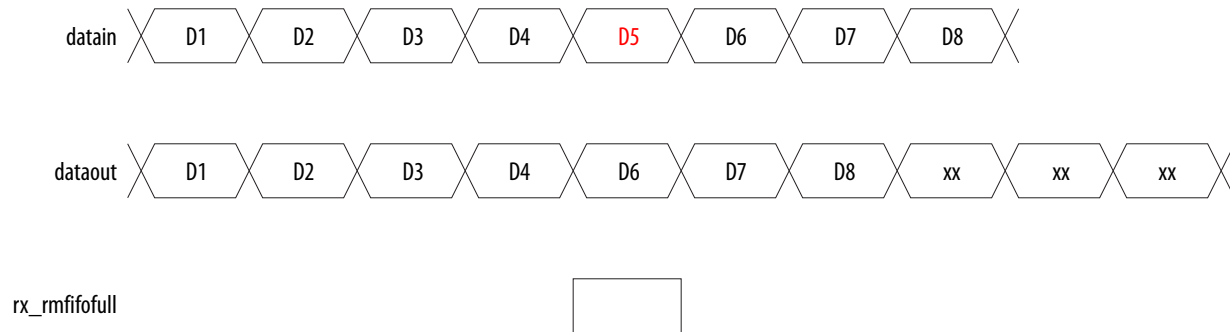 datain D1 D2 D3 D4 D5 D6 D7 D8
dataout D1 D2 D3 D4 D6 D7 D8 xx xx xx
rx_rmfifofull